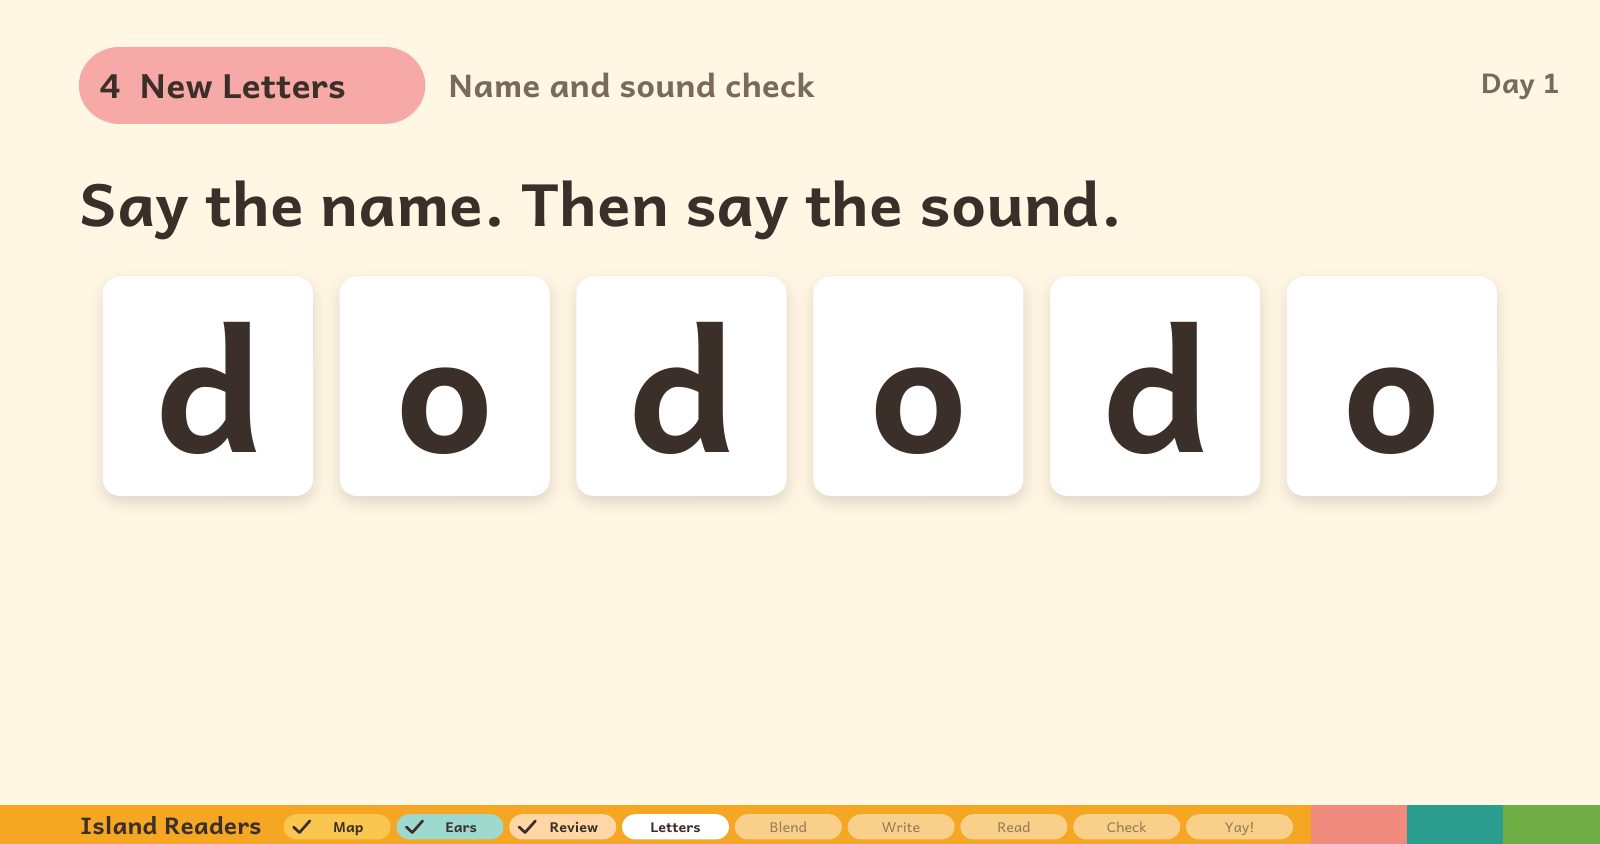 4 New Letters
Name and sound check
Day 1
Say the name. Then say the sound.
d o d o d o
Island Readers
Map
Ears
Review
Letters
Blend
Write
Read
Check
Yay!